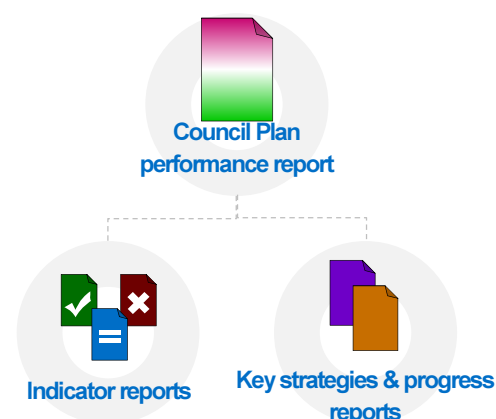 Council Plan
performance report
Indicator reports
Key strategies & progress
reports